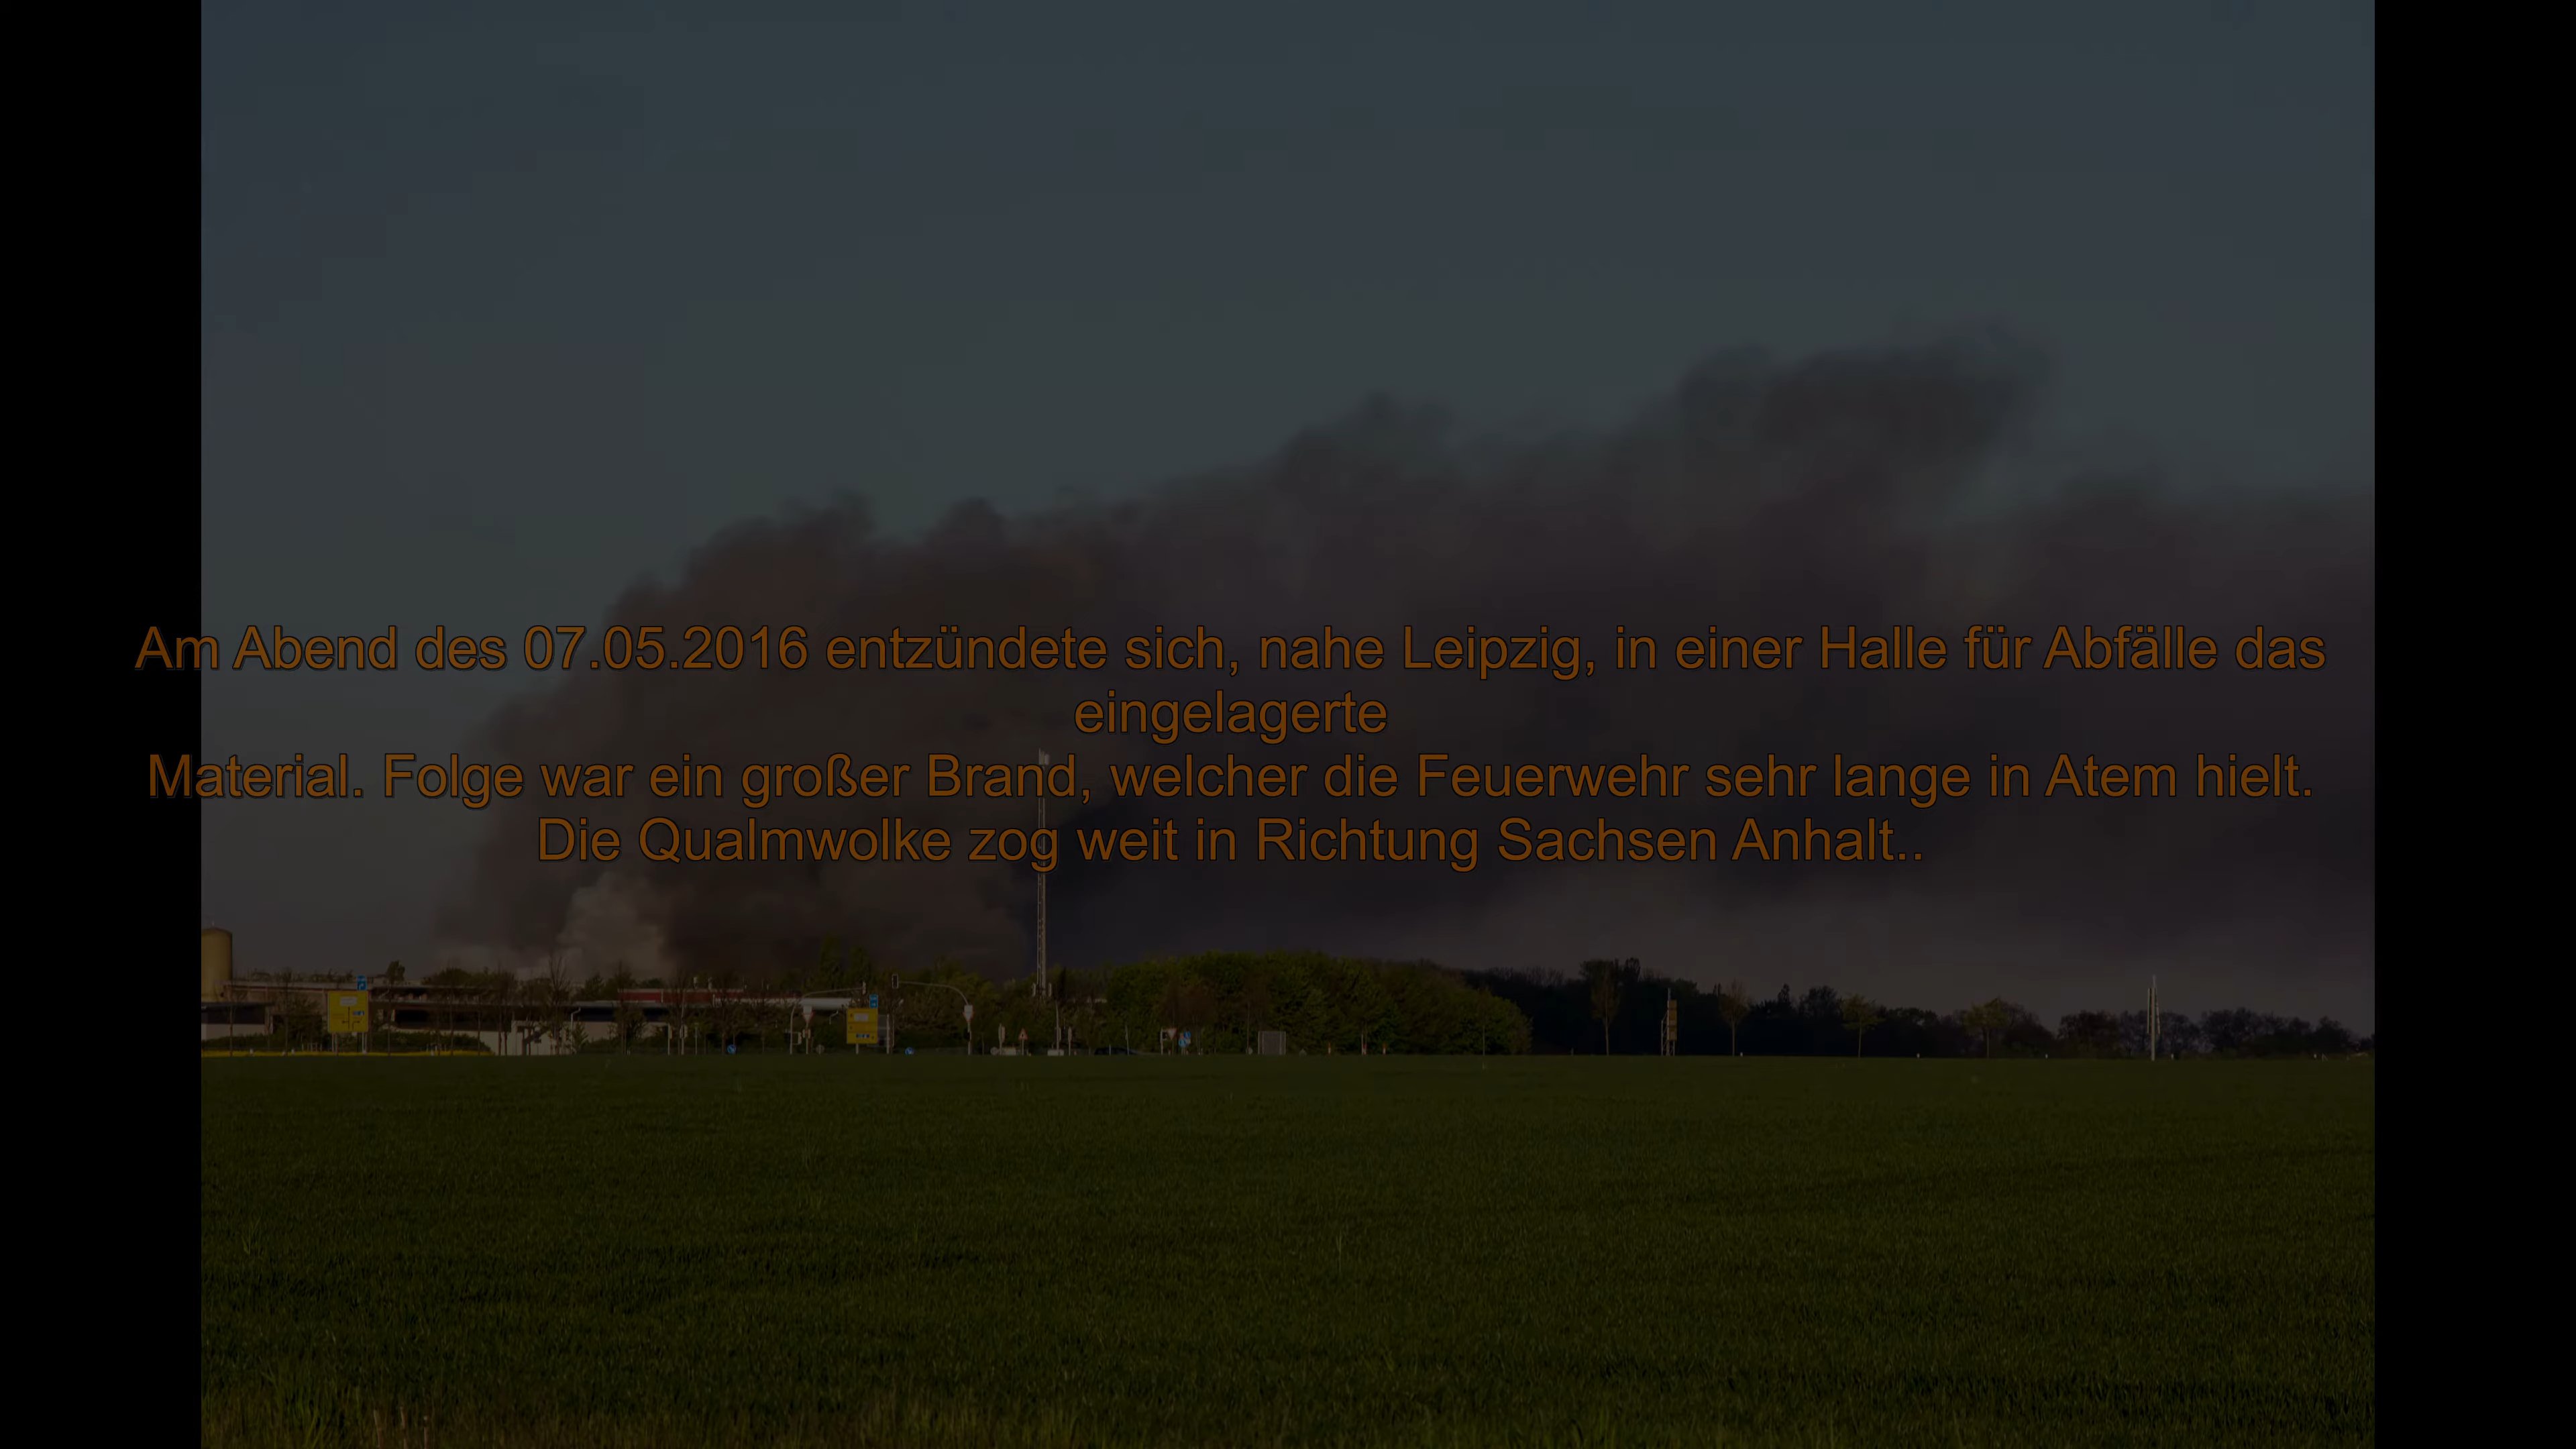 Am Abend des 07.05.2016 entzündete sich, nahe Leipzig, in einer Halle für Abfälle das
eingelagerte
Material. Folge war ein großer Brand, welcher die Feuerwehr sehr lange in Atem hielt.
Die Qualmwolke zog weit in Richtung Sachsen Anhalt..